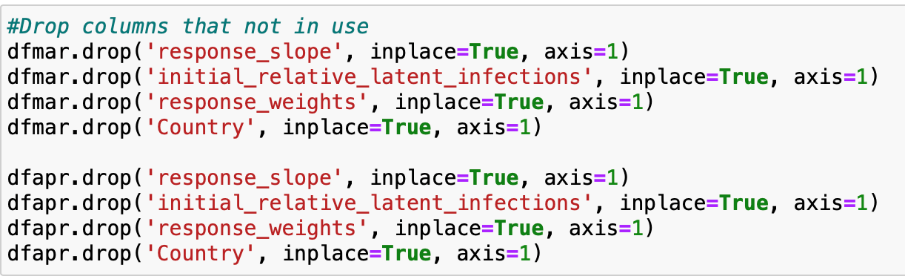 #Drop columns that not in use
dfmar.drop('response_slope', inplace=True, axis=1)
dfmar.drop('initial_relative_latent_infections', inplace=True, axis=1)
dfmar.drop('response_weights', inplace=True, axis=1)
dfmar.drop('Country', inplace=True, axis=1)

dfapr.drop('response_slope', inplace=True, axis=1)
dfapr.drop('initial_relative_latent_infections', inplace=True, axis=1)
dfapr.drop('response_weights', inplace=True, axis=1)
dfapr.drop('Country', inplace=True, axis=1)